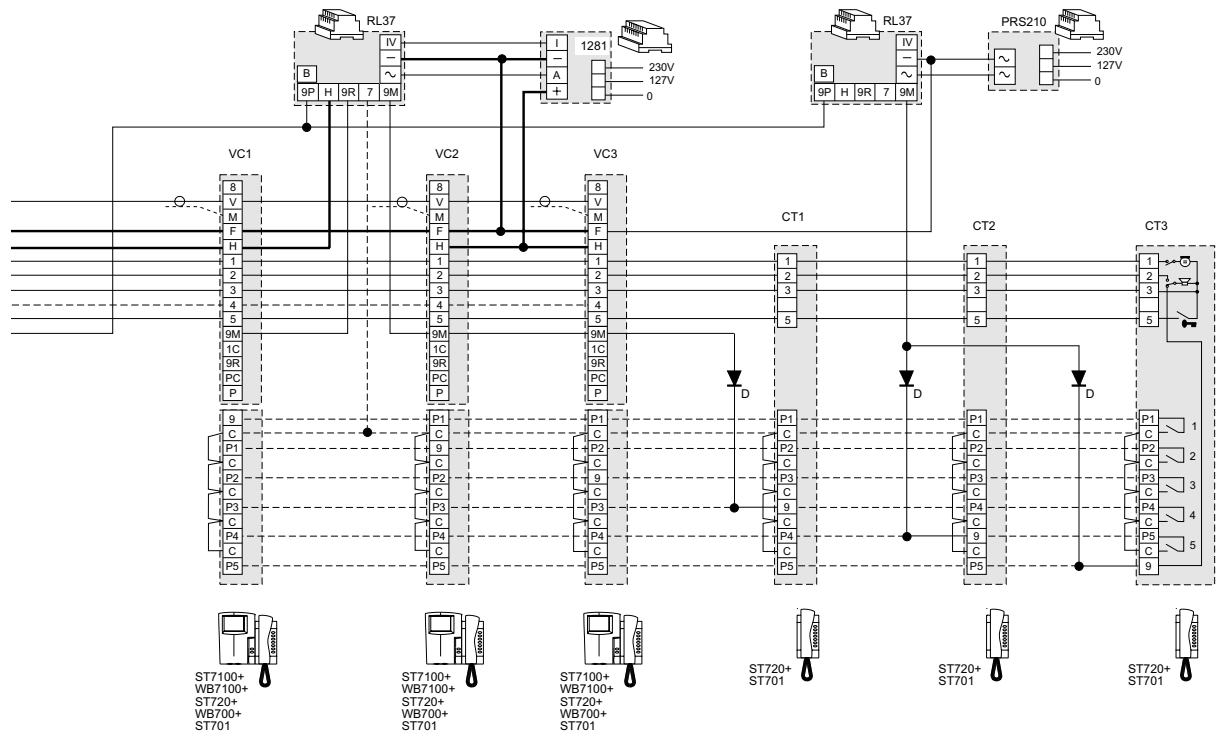 RL37
RL37
PRS210
IV
–
~
B
9P H 9R 7 9M
I
–
A
+
1281
230V
127V
0
IV
–
~
B
9P H 9R 7 9M
~
~
230V
127V
0
VC1
VC2
VC3
CT1
CT2
CT3
8
V
M
F
H
1
2
3
4
5
9M
1C
9R
PC
P
8
V
M
F
H
1
2
3
4
5
9M
1C
9R
PC
P
8
V
M
F
H
1
2
3
4
5
9M
1C
9R
PC
P
1
2
3
5
1
2
3
5
1
2
3
5
D
D
D
9
C
P1
C
P2
C
P3
C
P4
C
P5
P1
C
9
C
P2
C
P3
C
P4
C
P5
P1
C
P2
C
9
C
P3
C
P4
C
P5
P1
C
P2
C
P3
C
9
C
P4
C
P5
P1
C
P2
C
P3
C
P4
C
9
C
P5
P1
C
P2
C
P3
C
P4
C
P5
C
9
1
2
3
4
5
ST7100+
WB7100+
ST720+
WB700+
ST701
ST7100+
WB7100+
ST720+
WB700+
ST701
ST7100+
WB7100+
ST720+
WB700+
ST701
ST720+
ST701
ST720+
ST701
ST720+
ST701